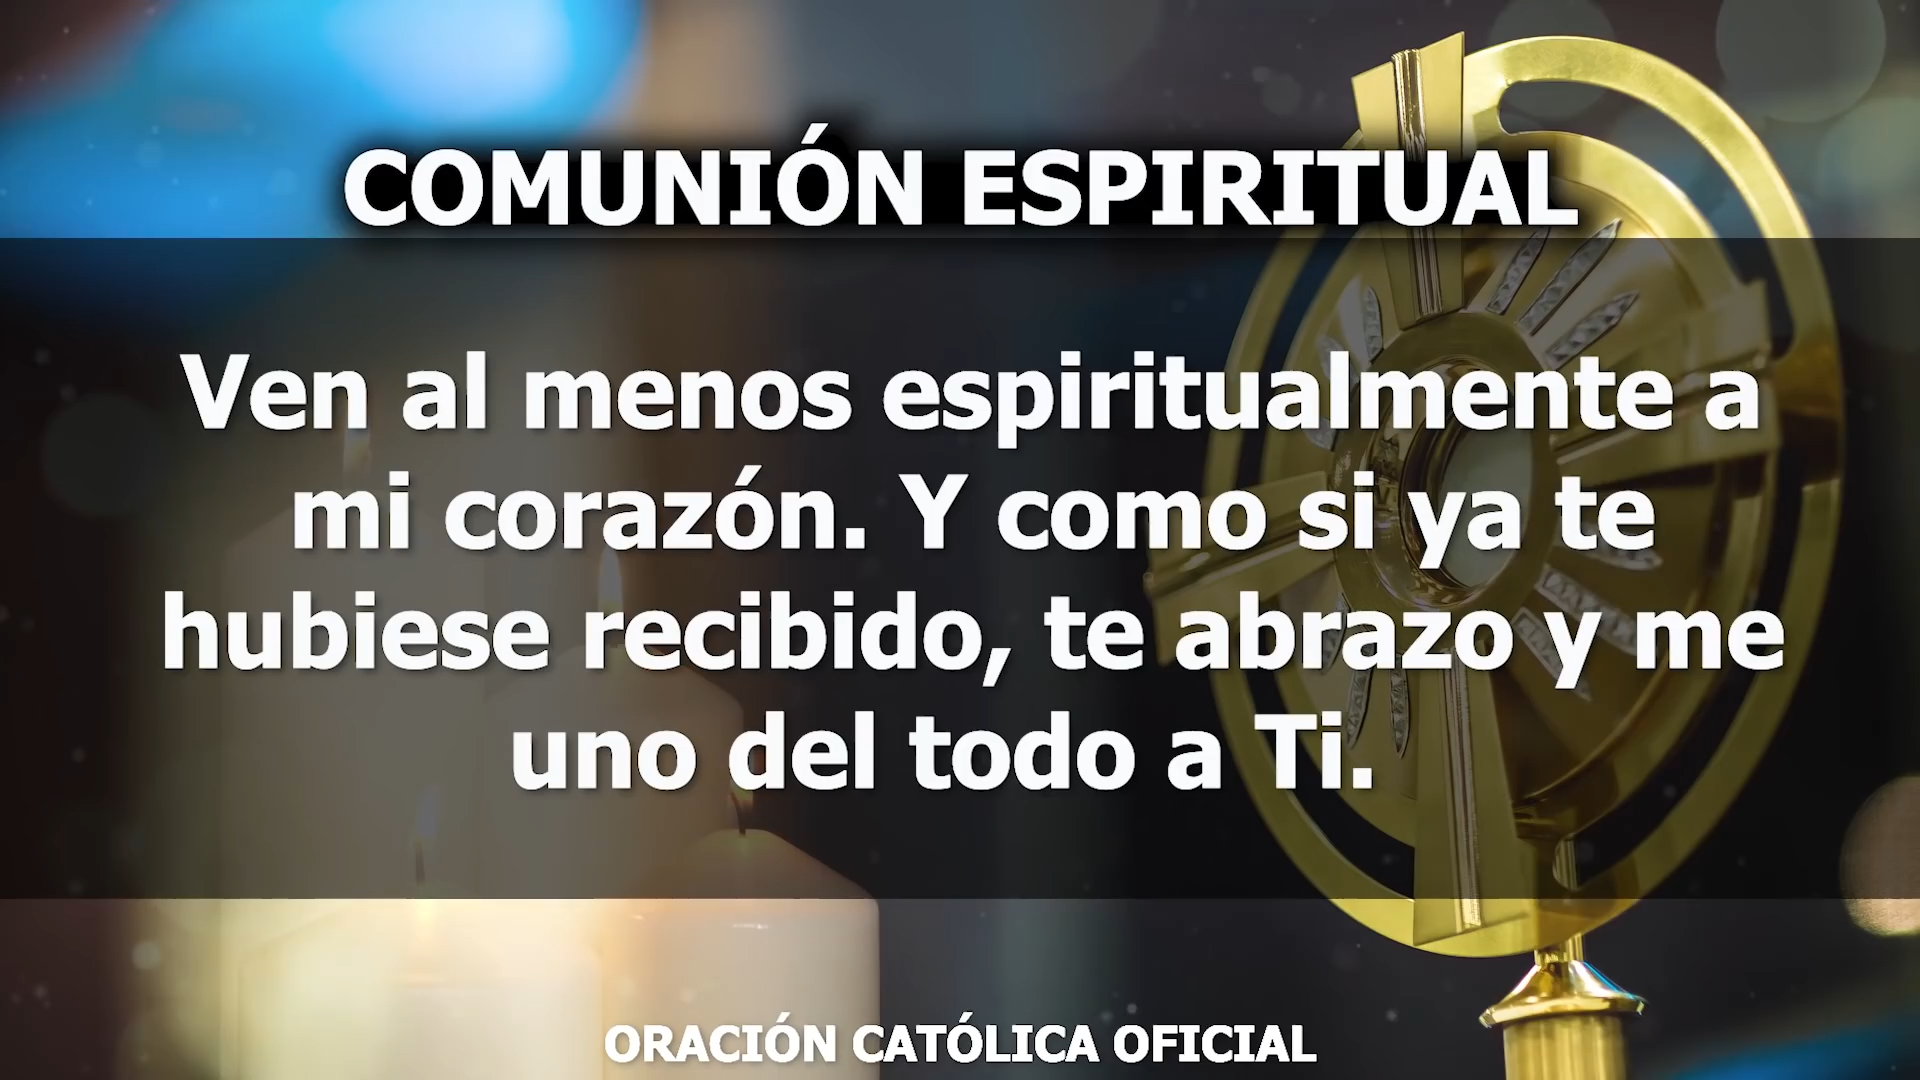 COMUNIÓN ESPIRITUAL
Ven al menos espiritualmente a
mi corazón. Y como si ya te
hubiese recibido, te abrazo y me
uno del todo a Ti.
ORACIÓN CATÓLICA OFICIAL